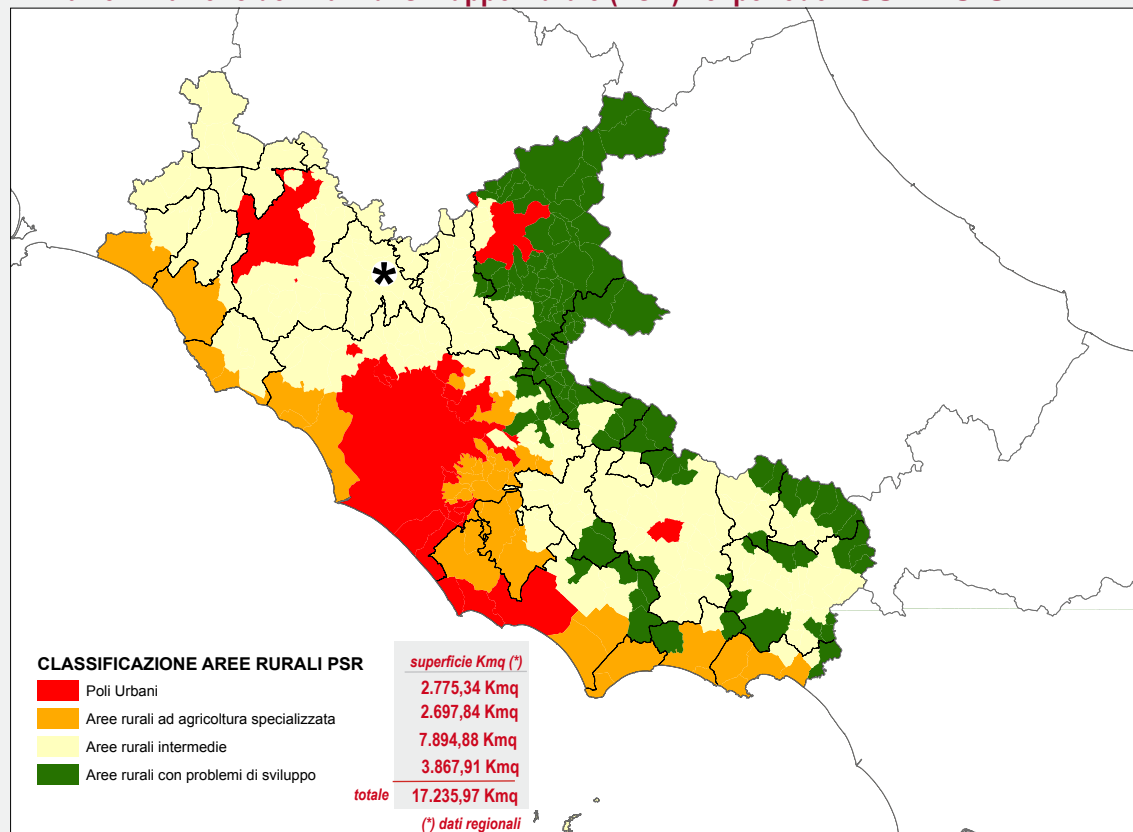 CLASSIFICAZIONE AREE RURALI PSR
superficie Kmq (*)
Poli Urbani
2.775,34 Kmq
Aree rurali ad agricoltura specializzata
2.697,84 Kmq
Aree rurali intermedie
7.894,88 Kmq
Aree rurali con problemi di sviluppo
3.867,91 Kmq
totale 17.235,97 Kmq
(*) dati regionali